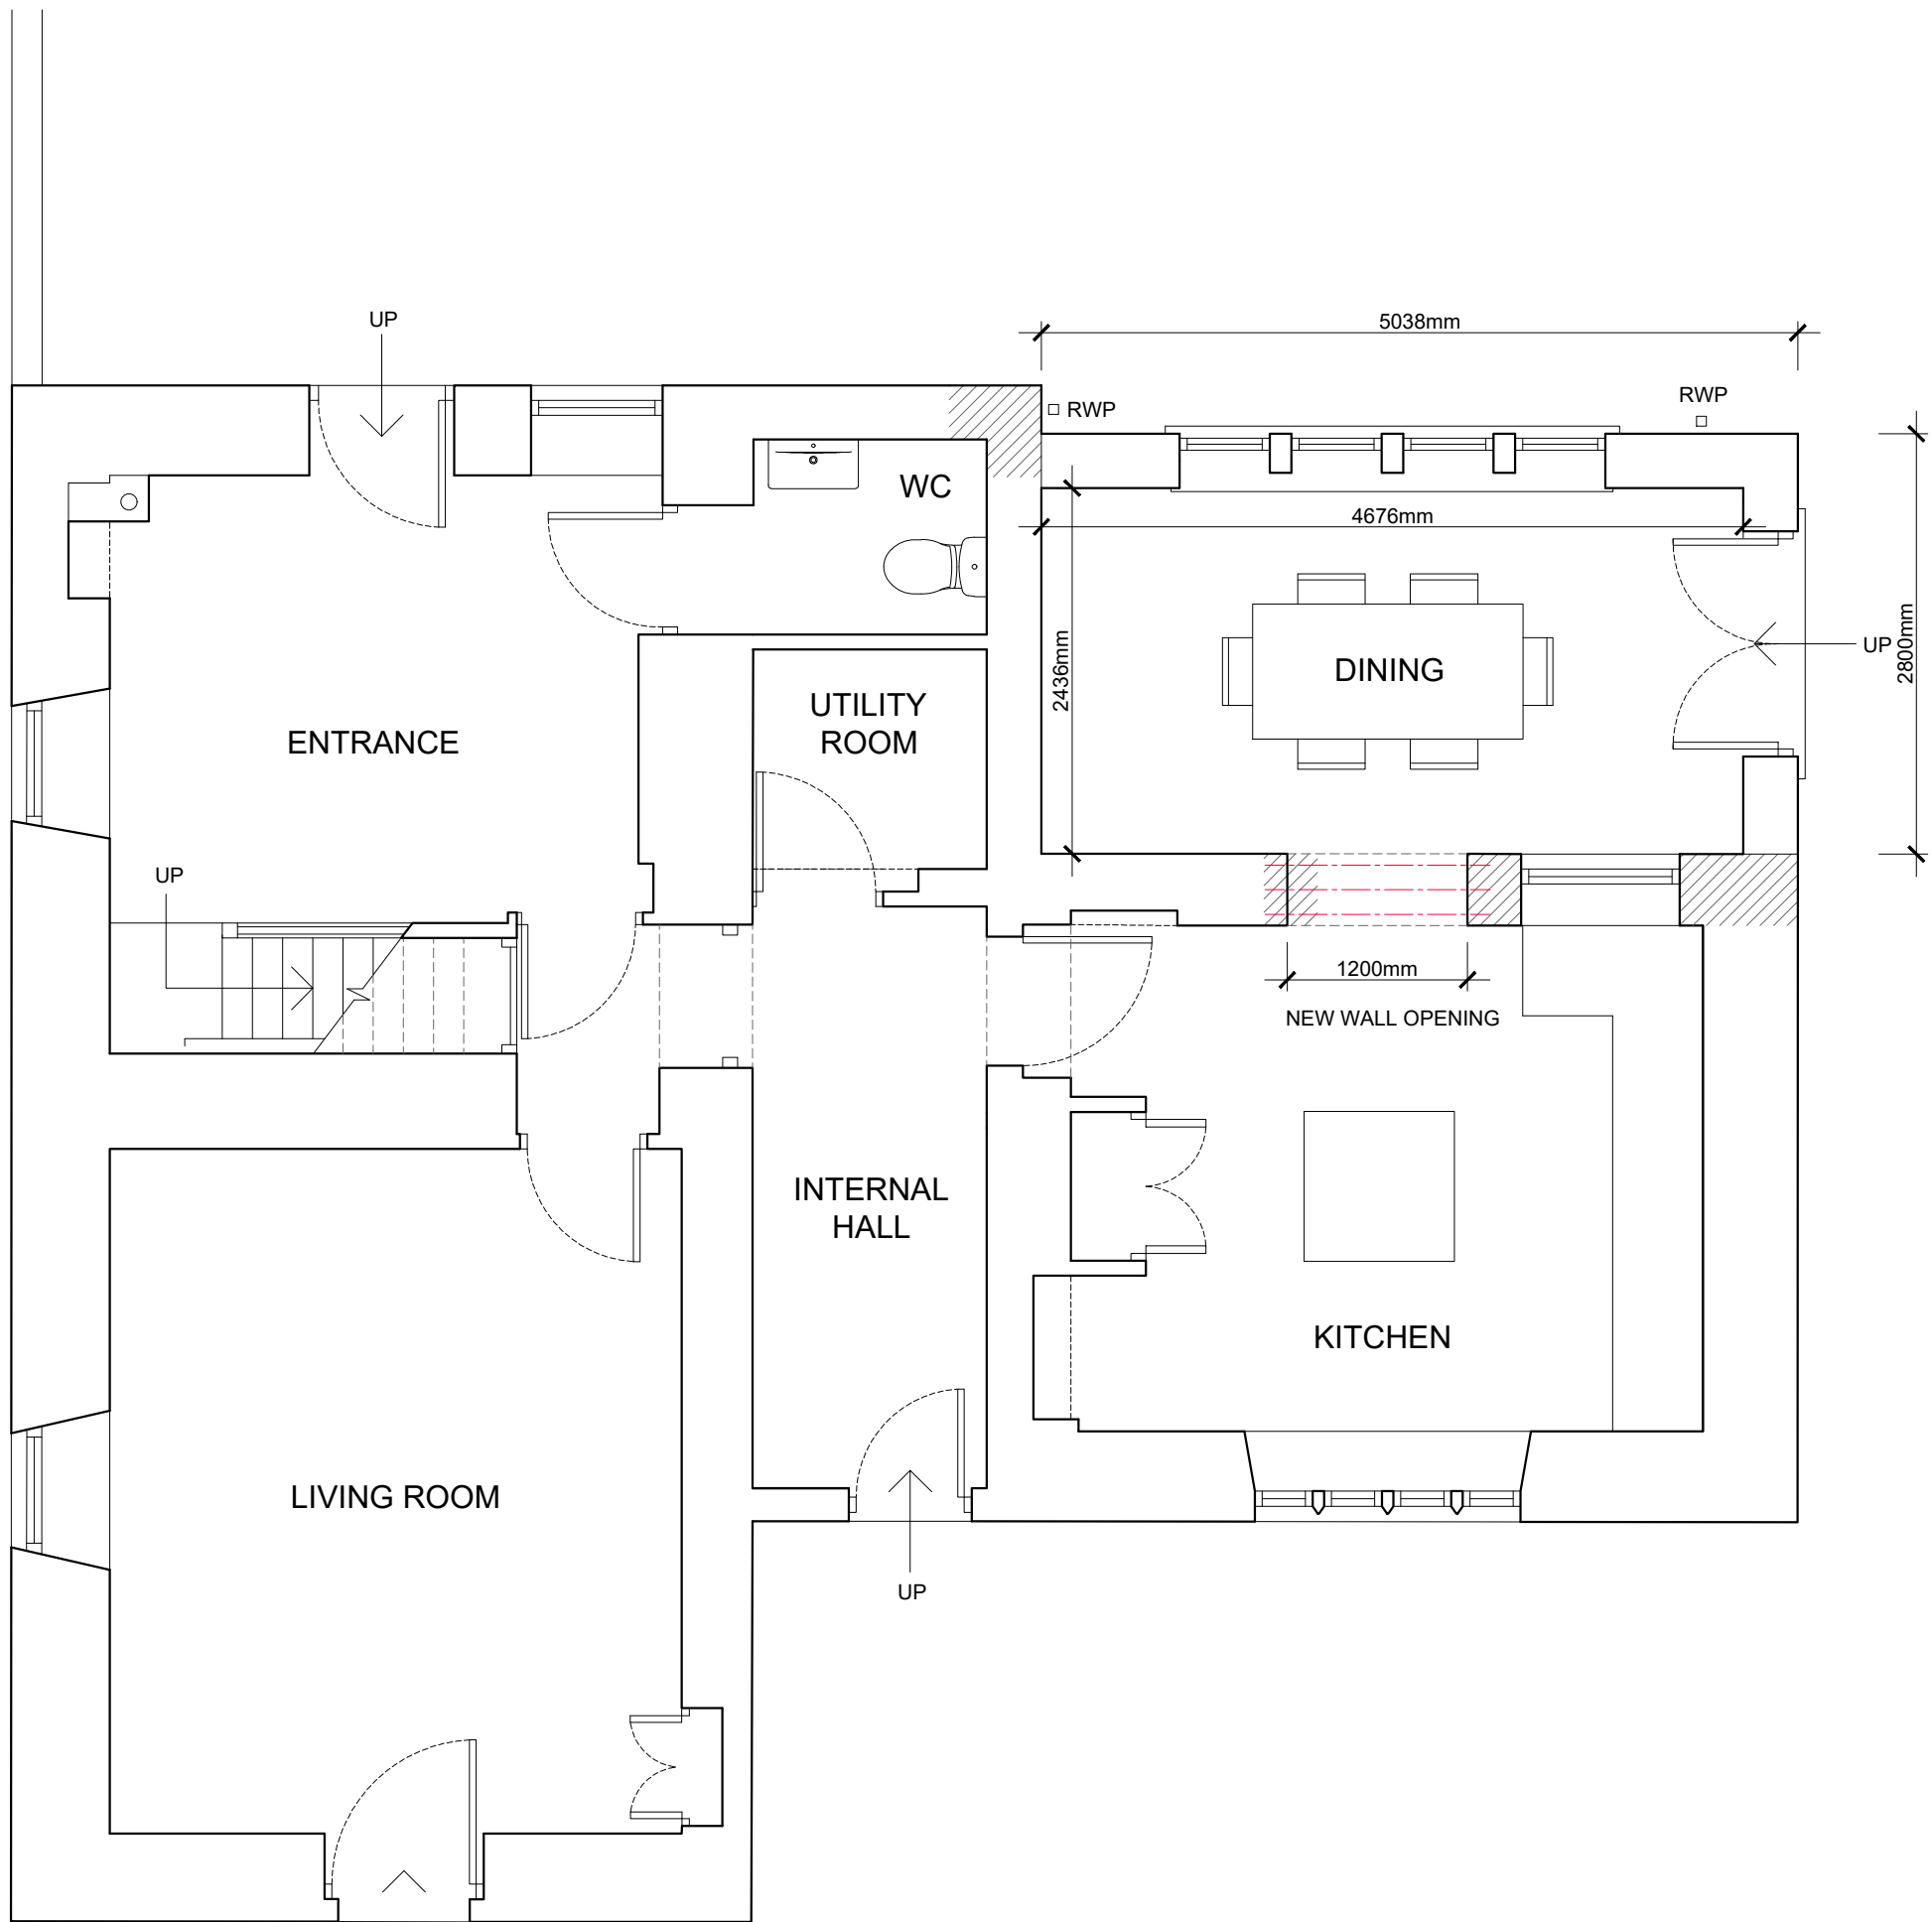 UP
5038mm
RWP
RWP
WC
4676mm
2436mm
DINING
UP
2800mm
UTILITY
ROOM
ENTRANCE
UP
1200mm
NEW WALL OPENING
INTERNAL
HALL
KITCHEN
LIVING ROOM
UP